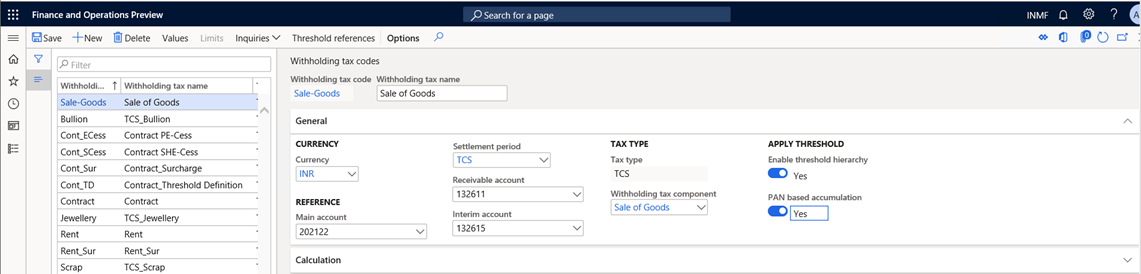 Finance and Operations Preview
Search for a page
INMF
?
A
Save
New
Delete
Values
Limits
Inquiries
Threshold references
Options
0
Filter
Withholdi... ↑ Withholding tax name
Sale-Goods Sale of Goods
Bullion TCS_Bullion
Cont_ECess Contract PE-Cess
Cont_SCess Contract SHE-Cess
Cont_Sur Contract_Surcharge
Cont_TD Contract_Threshold Definition
Contract Contract
Jewellery TCS_Jewellery
Rent Rent
Rent_Sur Rent_Sur
Scrap TCS_Scrap
Withholding tax codes
Withholding tax code Withholding tax name
Sale-Goods Sale of Goods
General
CURRENCY
Currency
INR
REFERENCE
Main account
202122
Settlement period
TCS
Receivable account
132611
Interim account
132615
TAX TYPE
Tax type
TCS
Withholding tax component
Sale of Goods
APPLY THRESHOLD
Enable threshold hierarchy
Yes
PAN based accumulation
Yes
Calculation